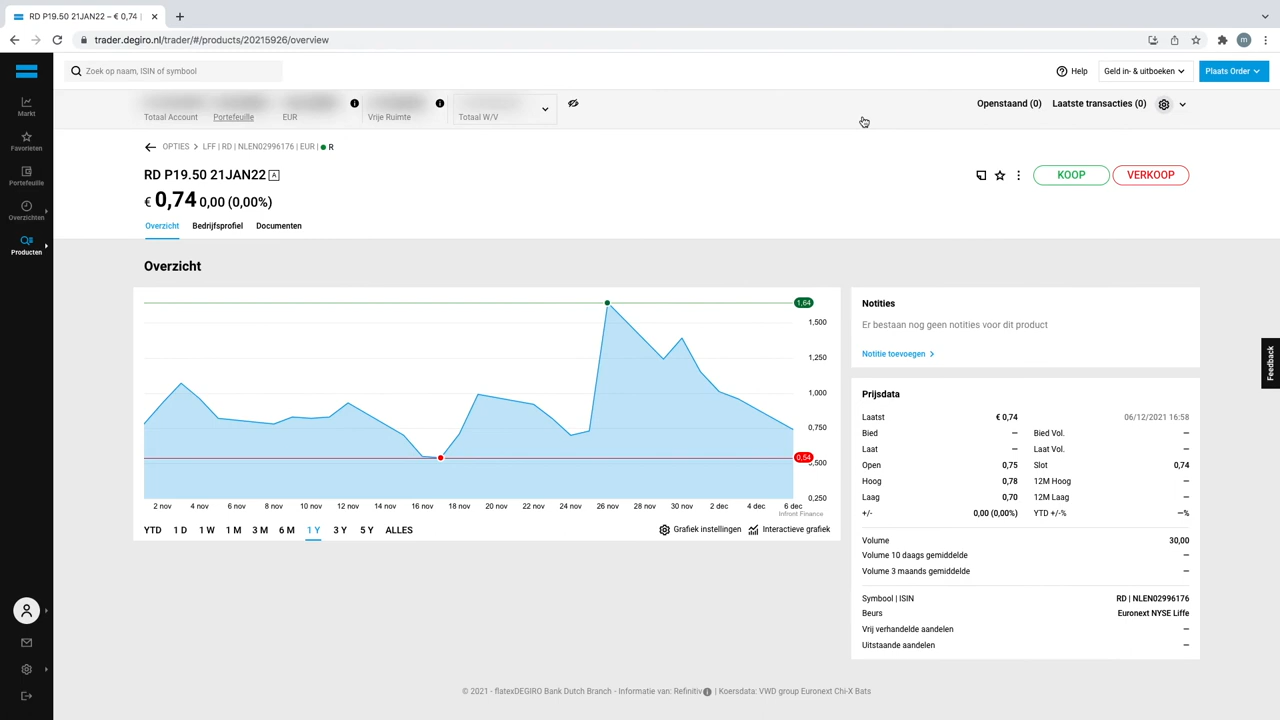 RD P19.50 21JAN22 – € 0,74 |
trader.degiro.nl/trader/#/products/20215926/overview
m
Zoek op naam, ISIN of symbool
Help
Geld in- & uitboeken
Plaats Order
Totaal Account
Portefeuille
EUR
Vrije Ruimte
Totaal W/V
Openstaand (0)
Laatste transacties (0)
Markt
Favorieten
Portefeuille
Overzichten
Producten
OPTIES > LFF | RD | NLEN02996176 | EUR | R
RD P19.50 21JAN22 A
€ 0,74 0,00 (0,00%)
KOOP
VERKOOP
Overzicht Bedrijfsprofiel Documenten
Overzicht
1,64
1,500
1,250
1,000
0,750
0,54
0,500
0,250
2 nov 4 nov 6 nov 8 nov 10 nov 12 nov 14 nov 16 nov 18 nov 20 nov 22 nov 24 nov 26 nov 28 nov 30 nov 2 dec 4 dec 6 dec
Infront Finance
YTD 1 D 1 W 1 M 3 M 6 M 1 Y 3 Y 5 Y ALLES
Grafiek instellingen
Interactieve grafiek
Notities
Er bestaan nog geen notities voor dit product
Notitie toevoegen >
Prijsdata
Laatst € 0,74 06/12/2021 16:58
Bied — Bied Vol. —
Laat — Laat Vol. —
Open 0,75 Slot 0,74
Hoog 0,78 12M Hoog —
Laag 0,70 12M Laag —
+/- 0,00 (0,00%) YTD +/-% —%
Volume 30,00
Volume 10 daags gemiddelde —
Volume 3 maands gemiddelde —
Symbool | ISIN RD | NLEN02996176
Beurs Euronext NYSE Liffe
Vrij verhandelde aandelen —
Uitstaande aandelen —
Feedback
© 2021 - flatexDEGIRO Bank Dutch Branch - Informatie van: Refinitiv | Koersdata: VWD group Euronext Chi-X Bats